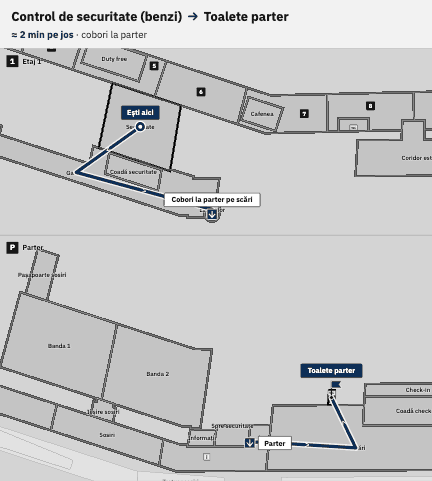 Control de securitate (benzi) → Toalete parter
≈ 2 min pe jos · cobori la parter
1 Etaj 1
Duty free
5
6
Cafenea
7
8
Ești aici
Coadă securitate
Coridor est
Cobori la parter pe scări
P Parter
Pașapoarte sosiri
Banda 1
Banda 2
Ieșire sosiri
Sosiri
Informații
Spre securitate
Parter
Toalete parter
Check-in
Coadă check